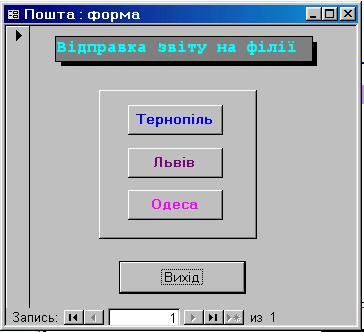 Пошта : форма
Відправка звіту на філії
Тернопіль
Львів
Одеса
Вихід
Запись: 1 из 1